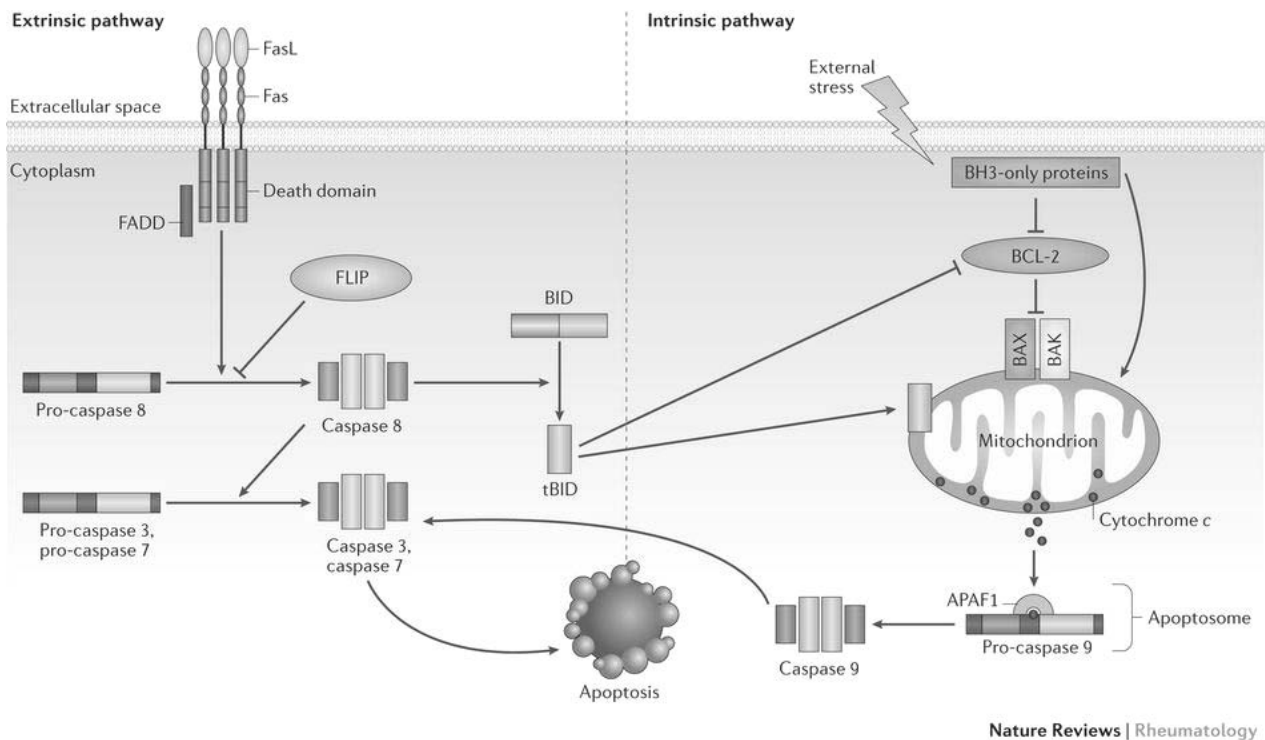 Extrinsic pathway
Intrinsic pathway
FasL
Fas
External
stress
Extracellular space
Cytoplasm
Death domain
FADD
BH3-only proteins
BCL-2
FLIP
BID
BAX
BAK
Pro-caspase 8
Caspase 8
Mitochondrion
tBID
Cytochrome c
Pro-caspase 3,
pro-caspase 7
Caspase 3,
caspase 7
APAF1
Apoptosome
Pro-caspase 9
Caspase 9
Apoptosis
Nature Reviews | Rheumatology